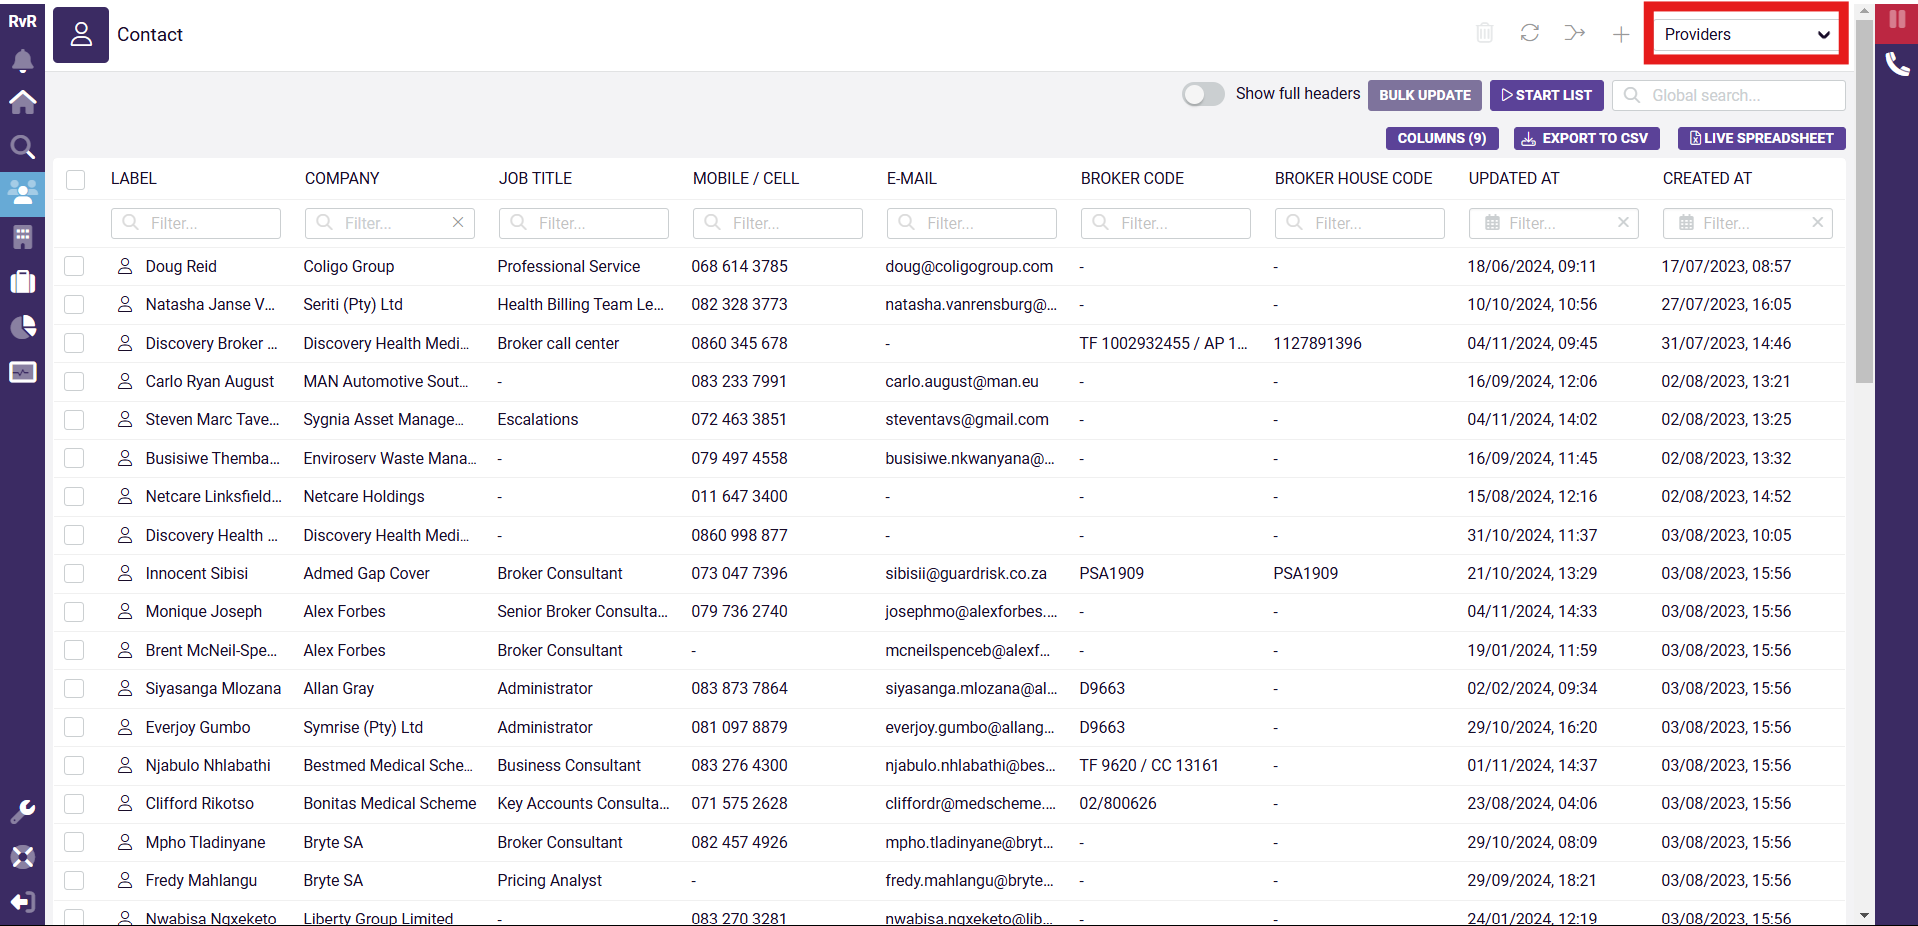 RvR
Contact
Providers
Show full headers
BULK UPDATE
START LIST
Global search...
COLUMNS (9)
EXPORT TO CSV
LIVE SPREADSHEET
LABEL COMPANY JOB TITLE MOBILE / CELL E-MAIL BROKER CODE BROKER HOUSE CODE UPDATED AT CREATED AT
Filter... Filter... Filter... Filter... Filter... Filter... Filter... Filter... Filter...
Doug Reid Coligo Group Professional Service 068 614 3785 doug@coligogroup.com - - 18/06/2024, 09:11 17/07/2023, 08:57
Natasha Janse V... Seriti (Pty) Ltd Health Billing Team Le... 082 328 3773 natasha.vanrensburg@... - - 10/10/2024, 10:56 27/07/2023, 16:05
Discovery Broker ... Discovery Health Medi... Broker call center 0860 345 678 - TF 1002932455 / AP 1... 1127891396 04/11/2024, 09:45 31/07/2023, 14:46
Carlo Ryan August MAN Automotive Sout... - 083 233 7991 carlo.august@man.eu - - 16/09/2024, 12:06 02/08/2023, 13:21
Steven Marc Tave... Sygnia Asset Manage... Escalations 072 463 3851 steventavs@gmail.com - - 04/11/2024, 14:02 02/08/2023, 13:25
Busisiwe Themba... Enviroserv Waste Mana... - 079 497 4558 busisiwe.nkwanyana@... - - 16/09/2024, 11:45 02/08/2023, 13:32
Netcare Linksfield... Netcare Holdings - 011 647 3400 - - - 15/08/2024, 12:16 02/08/2023, 14:52
Discovery Health ... Discovery Health Medi... - 0860 998 877 - - - 31/10/2024, 11:37 03/08/2023, 10:05
Innocent Sibisi Admed Gap Cover Broker Consultant 073 047 7396 sibisii@guardrisk.co.za PSA1909 PSA1909 21/10/2024, 13:29 03/08/2023, 15:56
Monique Joseph Alex Forbes Senior Broker Consulta... 079 736 2740 josephmo@alexforbes.... - - 04/11/2024, 14:33 03/08/2023, 15:56
Brent McNeil-Spe... Alex Forbes Broker Consultant - mcneilspenceb@alexf... - - 19/01/2024, 11:59 03/08/2023, 15:56
Siyasanga Mlozana Allan Gray Administrator 083 873 7864 siyasanga.mlozana@al... D9663 - 02/02/2024, 09:34 03/08/2023, 15:56
Everjoy Gumbo Symrise (Pty) Ltd Administrator 081 097 8879 everjoy.gumbo@allang... D9663 - 29/10/2024, 16:20 03/08/2023, 15:56
Njabulo Nhlabathi Bestmed Medical Sche... Business Consultant 083 276 4300 njabulo.nhlabathi@bes... TF 9620 / CC 13161 - 01/11/2024, 14:37 03/08/2023, 15:56
Clifford Rikotso Bonitas Medical Scheme Key Accounts Consulta... 071 575 2628 cliffordr@medscheme.... 02/800626 - 23/08/2024, 04:06 03/08/2023, 15:56
Mpho Tladinyane Bryte SA Broker Consultant 082 457 4926 mpho.tladinyane@bryt... - - 29/10/2024, 08:09 03/08/2023, 15:56
Fredy Mahlangu Bryte SA Pricing Analyst - fredy.mahlangu@bryte... - - 29/09/2024, 18:21 03/08/2023, 15:56
Nwabisa Ngxeketo Liberty Group Limited - 083 270 3281 nwabisa.ngxeketo@lib... - - 24/01/2024, 12:19 03/08/2023, 15:56